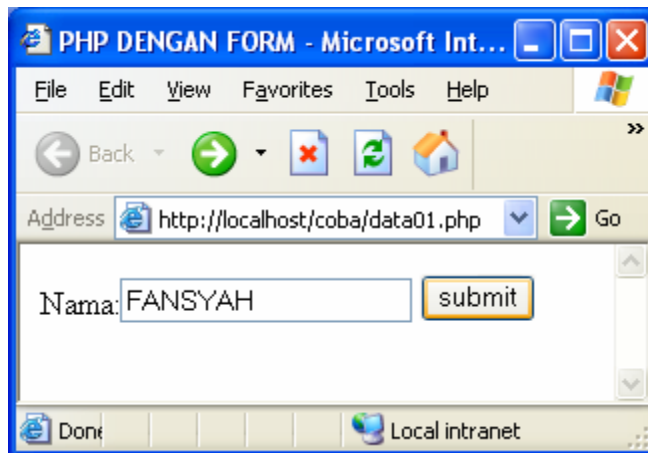 PHP DENGAN FORM - Microsoft Int...
File Edit View Favorites Tools Help
Back »
Address http://localhost/coba/data01.php Go
Nama: FANSYAH submit
Done Local intranet